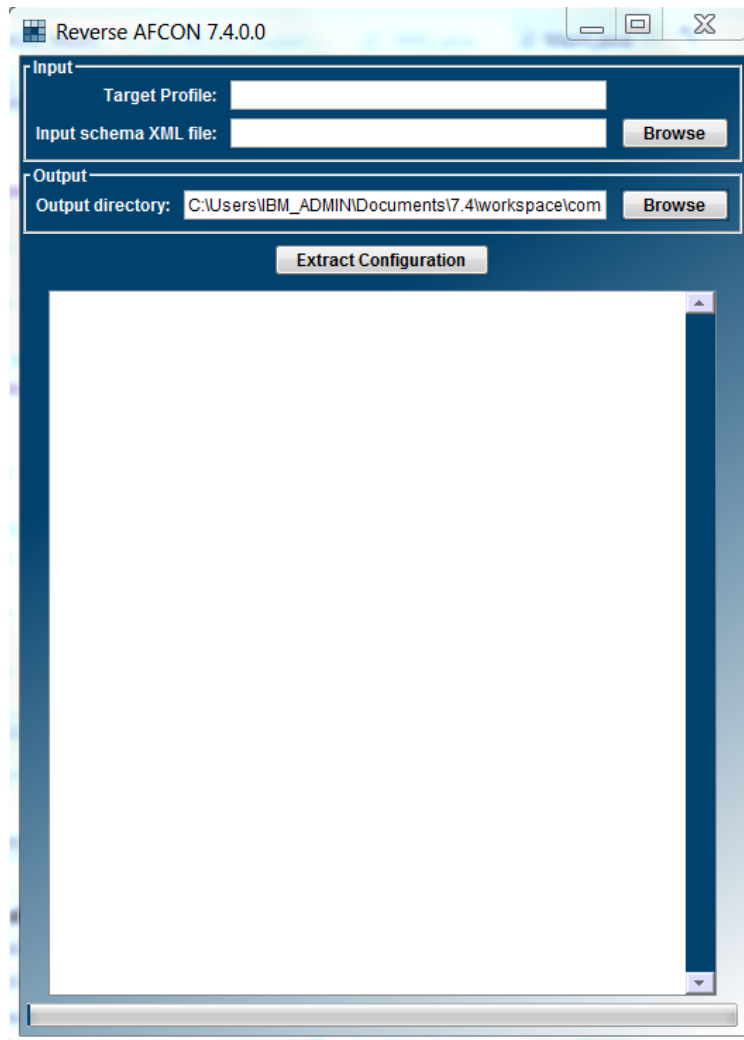 Reverse AFCON 7.4.0.0
Input
Target Profile:
Input schema XML file:
Browse
Output
Output directory:
C:\Users\IBM_ADMIN\Documents\7.4\workspace\com
Browse
Extract Configuration